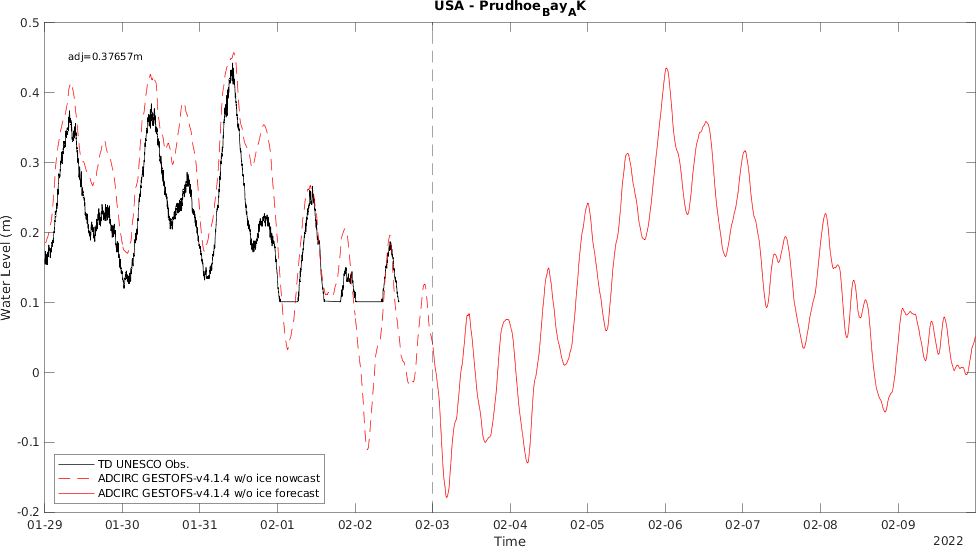 USA - PrudhoeBayAK
adj=0.37657m
Water Level (m)
0.5
0.4
0.3
0.2
0.1
0
-0.1
-0.2
TD UNESCO Obs.
ADCIRC GESTOFS-v4.1.4 w/o ice nowcast
ADCIRC GESTOFS-v4.1.4 w/o ice forecast
01-29 01-30 01-31 02-01 02-02 02-03 02-04 02-05 02-06 02-07 02-08 02-09
Time
2022